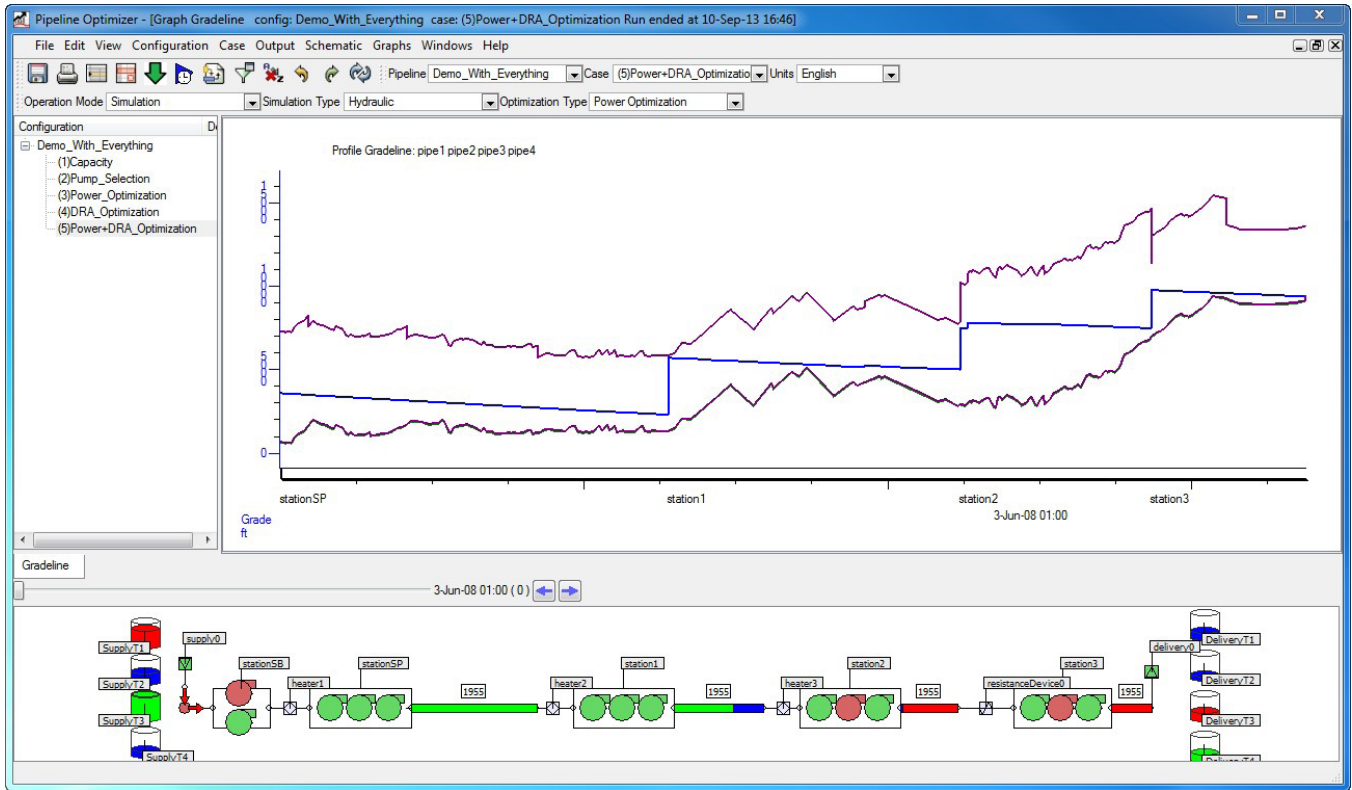 Pipeline Optimizer - [Graph Gradeline   config: Demo_With_Everything  case: (5)Power+DRA_Optimization Run ended at 10-Sep-13 16:46]
File Edit View Configuration Case Output Schematic Graphs Windows Help
Pipeline Demo_With_Everything Case (5)Power+DRA_Optimizatio Units English
Operation Mode Simulation Simulation Type Hydraulic Optimization Type Power Optimization
Configuration D
Demo_With_Everything
(1)Capacity
(2)Pump_Selection
(3)Power_Optimization
(4)DRA_Optimization
(5)Power+DRA_Optimization
Profile Gradeline: pipe1 pipe2 pipe3 pipe4
1500
1000
500
0
stationSP station1 station2 station3
Grade
ft
3-Jun-08 01:00
Gradeline
3-Jun-08 01:00 ( 0 )
SupplyT1 supply0 delivery0 DeliveryT1
stationSB stationSP station1 station2 station3
SupplyT2 heater1 heater2 heater3 resistanceDevice0 DeliveryT2
1955 1955 1955 1955
SupplyT3 DeliveryT3
SupplyT4 DeliveryT4